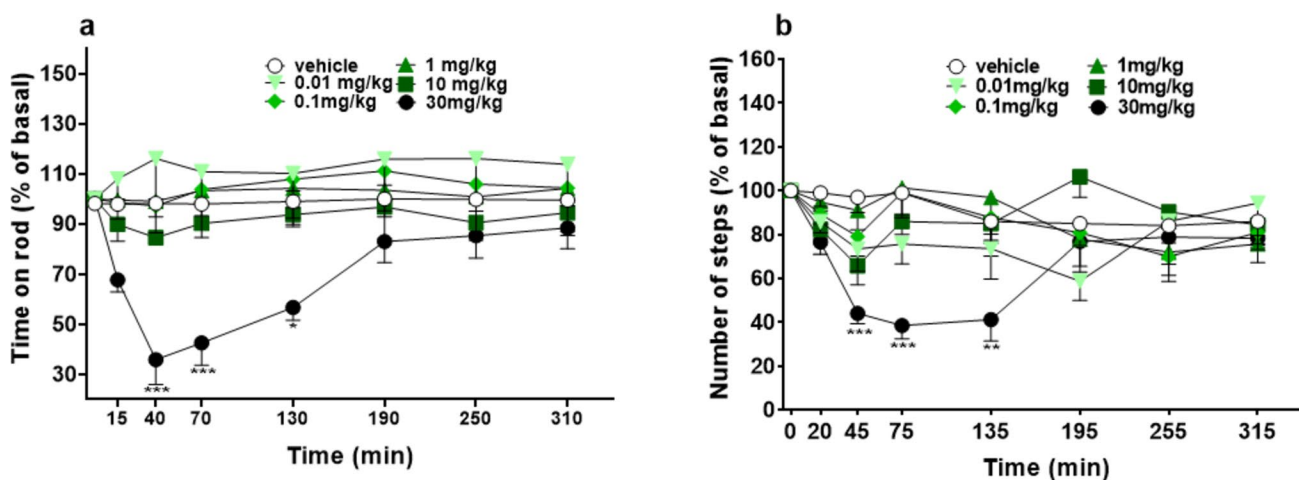 a
Time on rod (% of basal)
150
130
110
90
70
50
30
vehicle
0.01 mg/kg
0.1mg/kg
1 mg/kg
10 mg/kg
30mg/kg
***
***
*
15 40 70 130 190 250 310
Time (min)
b
Number of steps (% of basal)
160
140
120
100
80
60
40
20
0
vehicle
0.01mg/kg
0.1mg/kg
1mg/kg
10mg/kg
30mg/kg
***
***
**
0 20 45 75 135 195 255 315
Time (min)